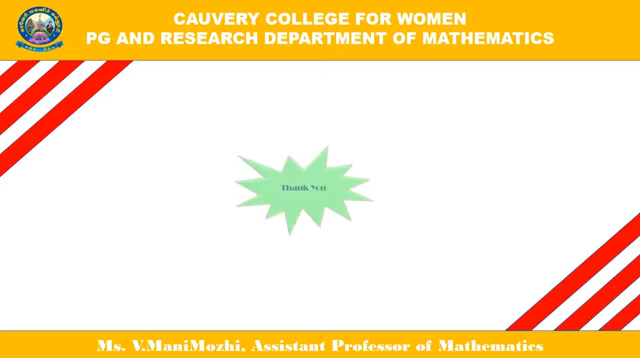 CAUVERY COLLEGE FOR WOMEN
PG AND RESEARCH DEPARTMENT OF MATHEMATICS
Thank You
Ms. V.ManiMozhi, Assistant Professor of Mathematics